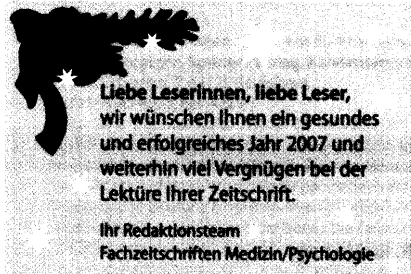 Liebe Leserinnen, liebe Leser,
wir wünschen Ihnen ein gesundes
und erfolgreiches Jahr 2007 und
weiterhin viel Vergnügen bei der
Lektüre Ihrer Zeitschrift.
Ihr Redaktionsteam
Fachzeitschriften Medizin/Psychologie